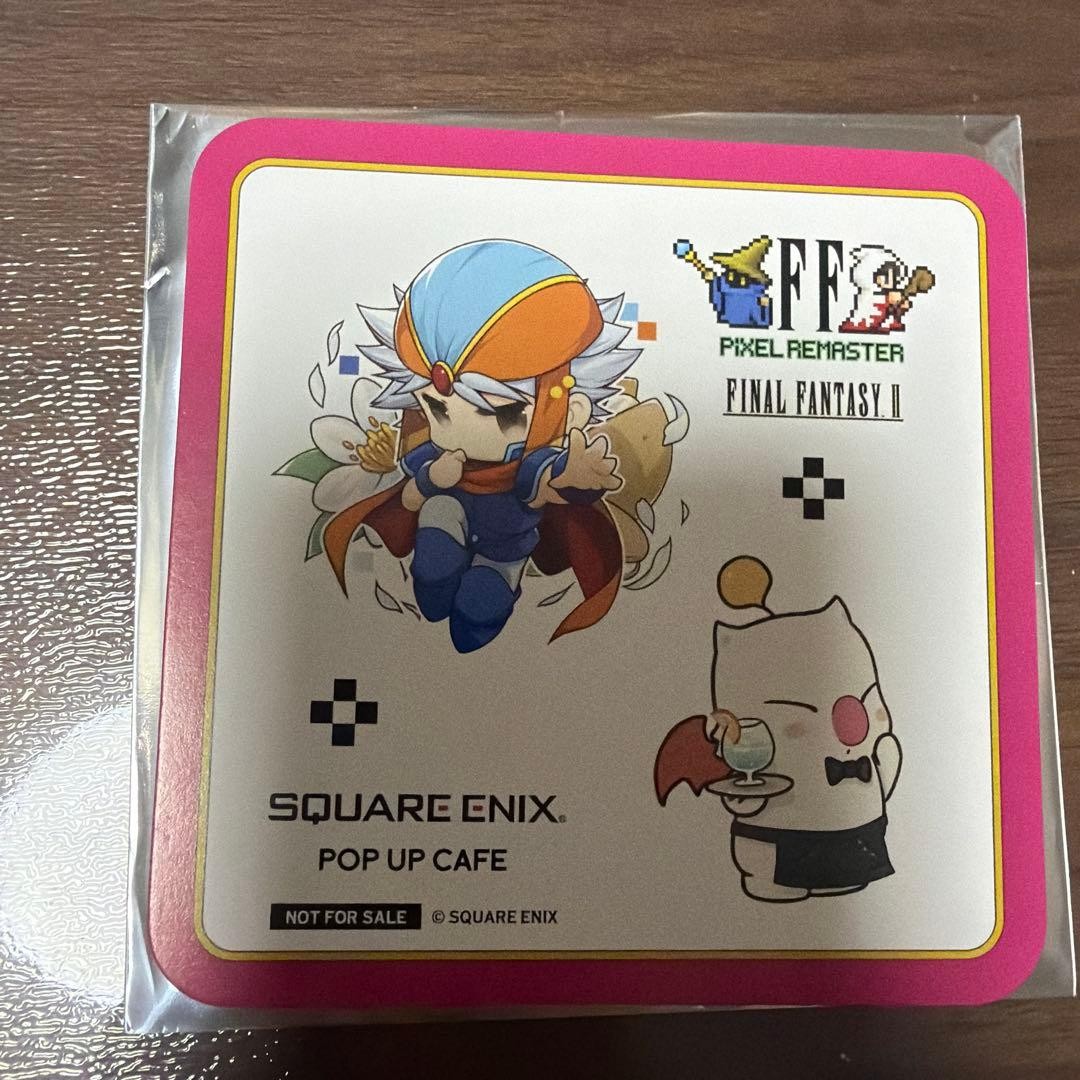 FF
PiXEL REMASTER
FINAL FANTASY II
SQUARE ENIX®
POP UP CAFE
NOT FOR SALE © SQUARE ENIX